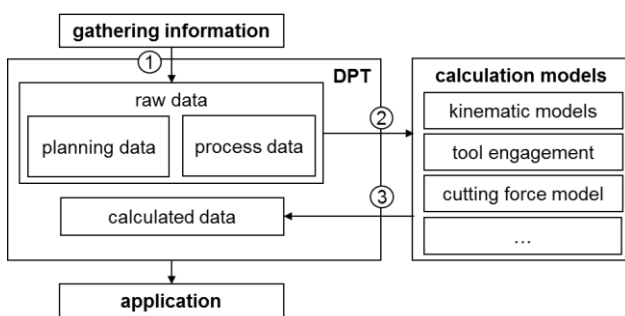 gathering information
1
DPT
raw data
planning data
process data
calculated data
application
2
3
calculation models
kinematic models
tool engagement
cutting force model
...